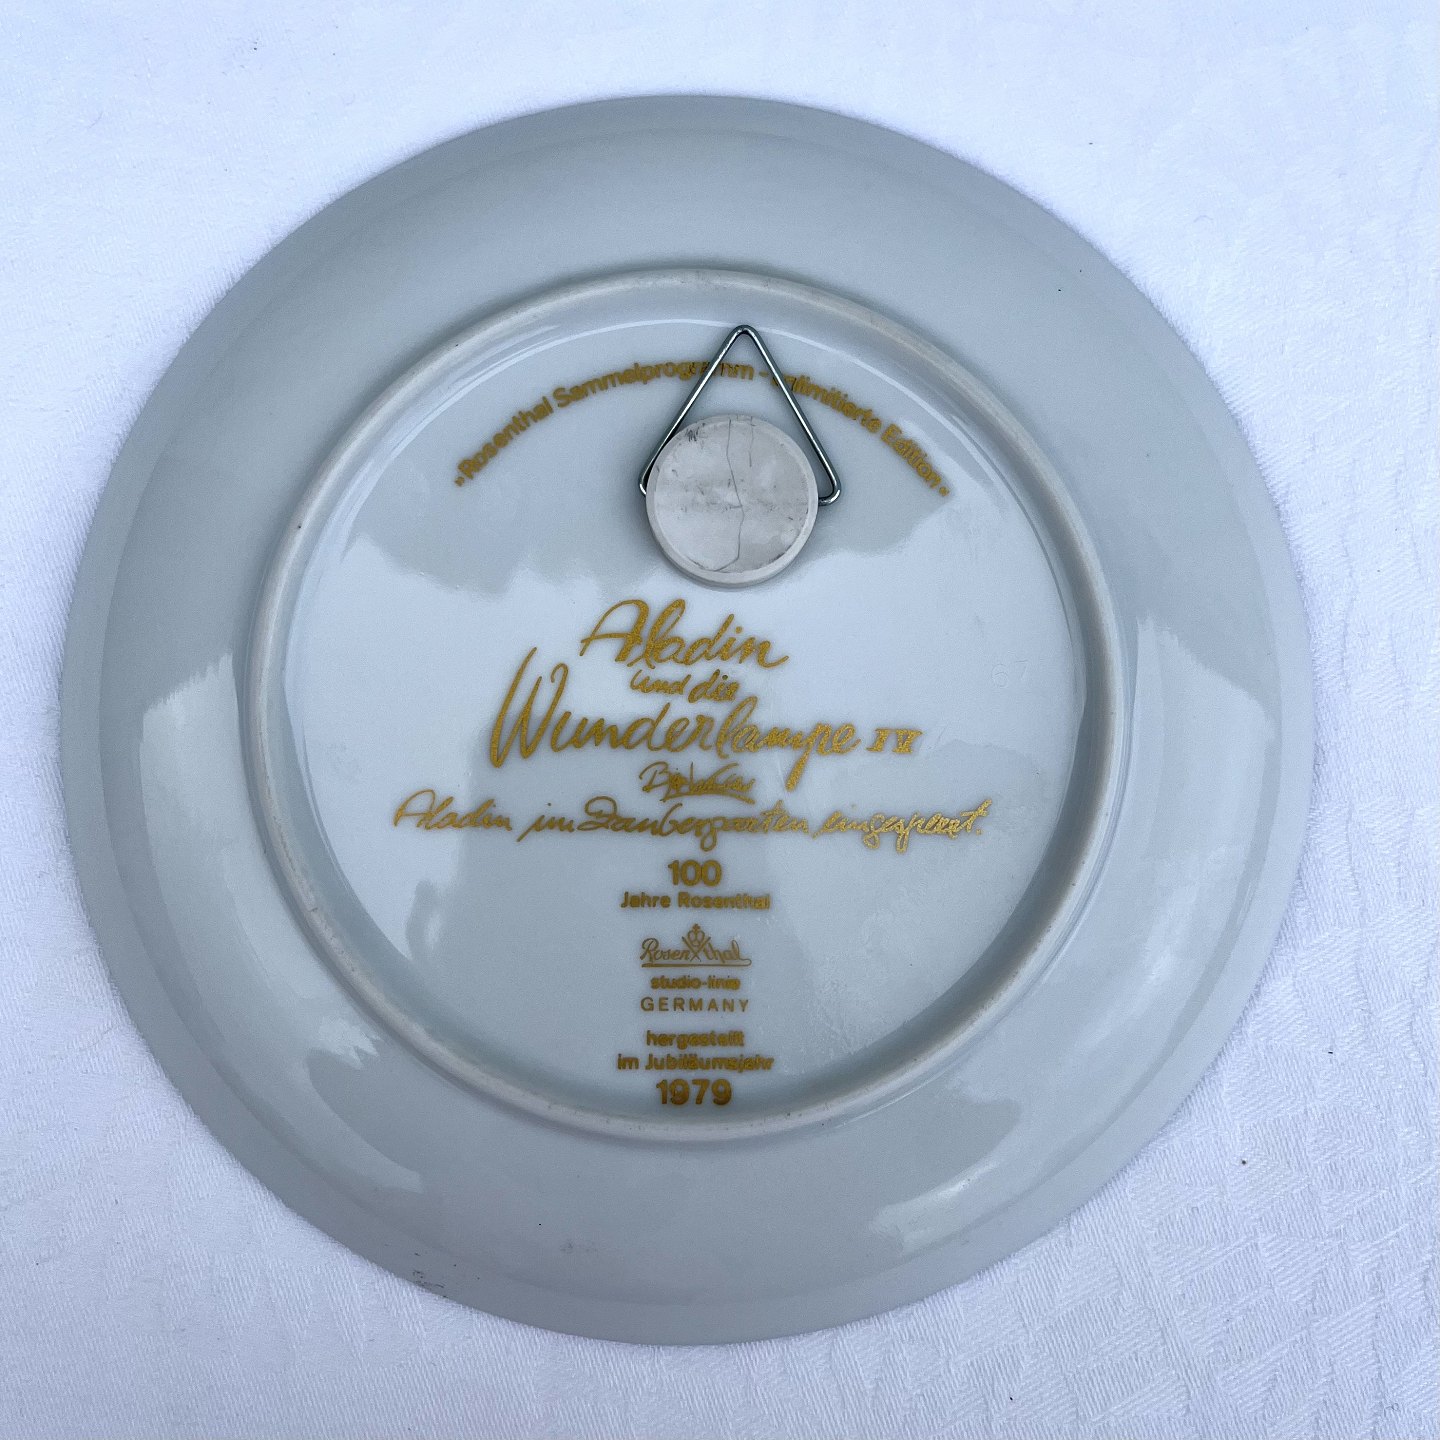 »Rosenthal Sammelprogramm - unlimitierte Edition«
Aladin
und die
Wunderlampe IV
Aladin im Zaubergarten eingesperrt.
100
Jahre Rosenthal
Rosenthal
studio-linie
GERMANY
hergestellt
im Jubiläumsjahr
1979